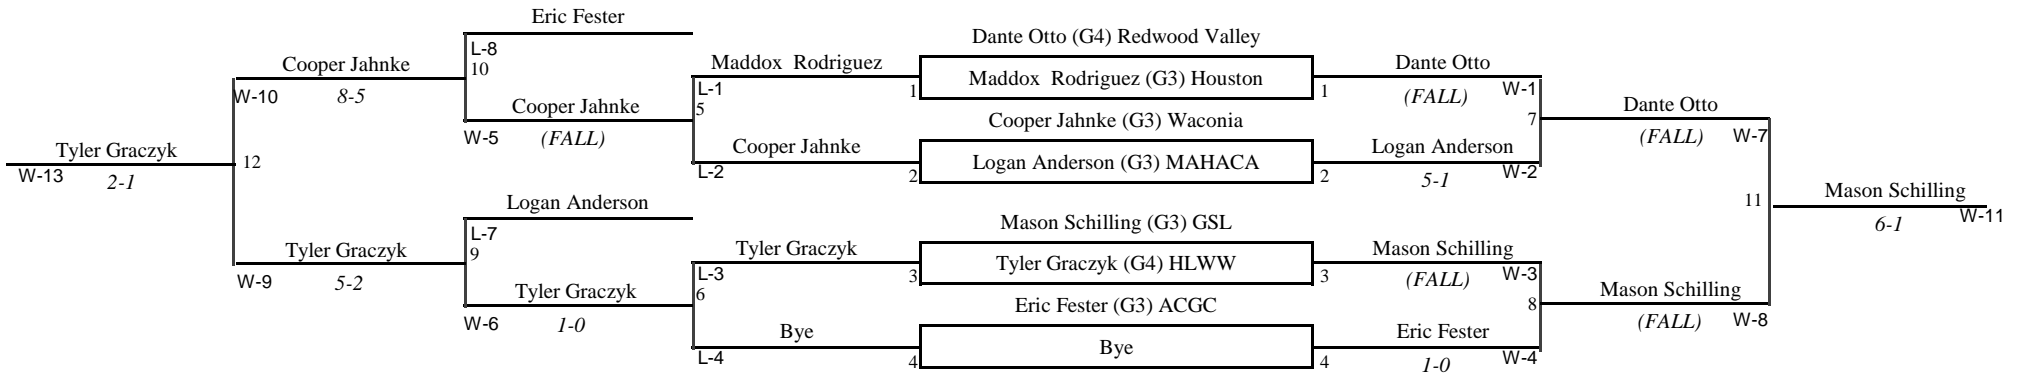 Eric Fester
L-8
10
Cooper Jahnke
W-10
8-5
Cooper Jahnke
W-5
(FALL)
Tyler Graczyk
W-13
2-1
12
Logan Anderson
L-7
9
Tyler Graczyk
W-9
5-2
Tyler Graczyk
W-6
1-0
Maddox Rodriguez
1
L-1
5
Cooper Jahnke
2
L-2
Tyler Graczyk
3
L-3
6
Bye
4
L-4
Dante Otto (G4) Redwood Valley
Maddox Rodriguez (G3) Houston
Cooper Jahnke (G3) Waconia
Logan Anderson (G3) MAHACA
Mason Schilling (G3) GSL
Tyler Graczyk (G4) HLWW
Eric Fester (G3) ACGC
Bye
Dante Otto
1
(FALL)
W-1
7
Logan Anderson
2
5-1
W-2
Mason Schilling
3
(FALL)
W-3
8
Eric Fester
4
1-0
W-4
Dante Otto
(FALL)
W-7
11
Mason Schilling
(FALL)
W-8
Mason Schilling
6-1
W-11